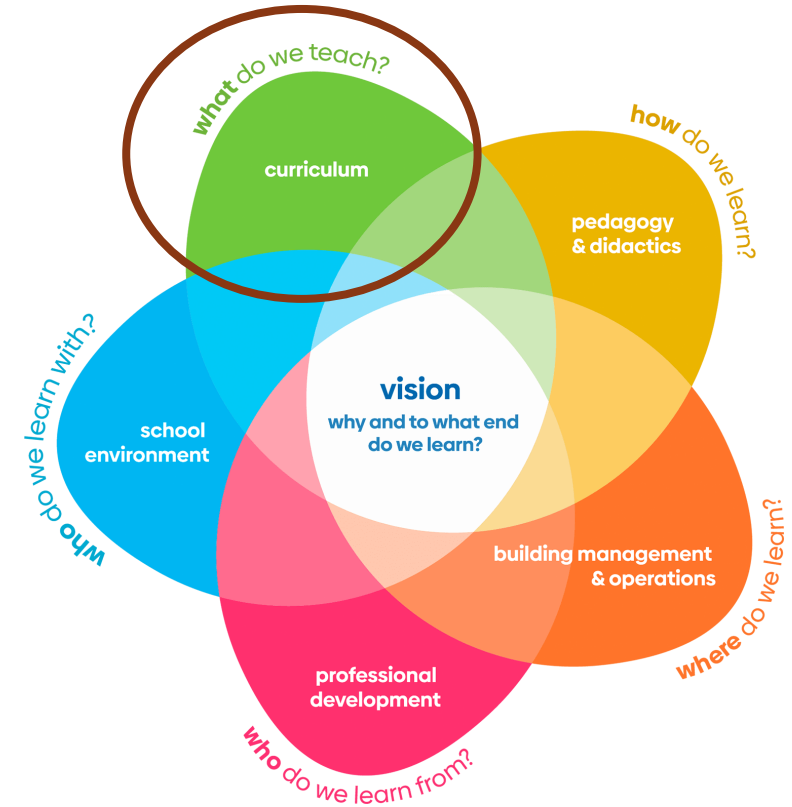 what do we teach?
curriculum
how do we learn?
pedagogy
& didactics
vision
why and to what end
do we learn?
who do we learn with?
school
environment
building management
& operations
where do we learn?
professional
development
who do we learn from?